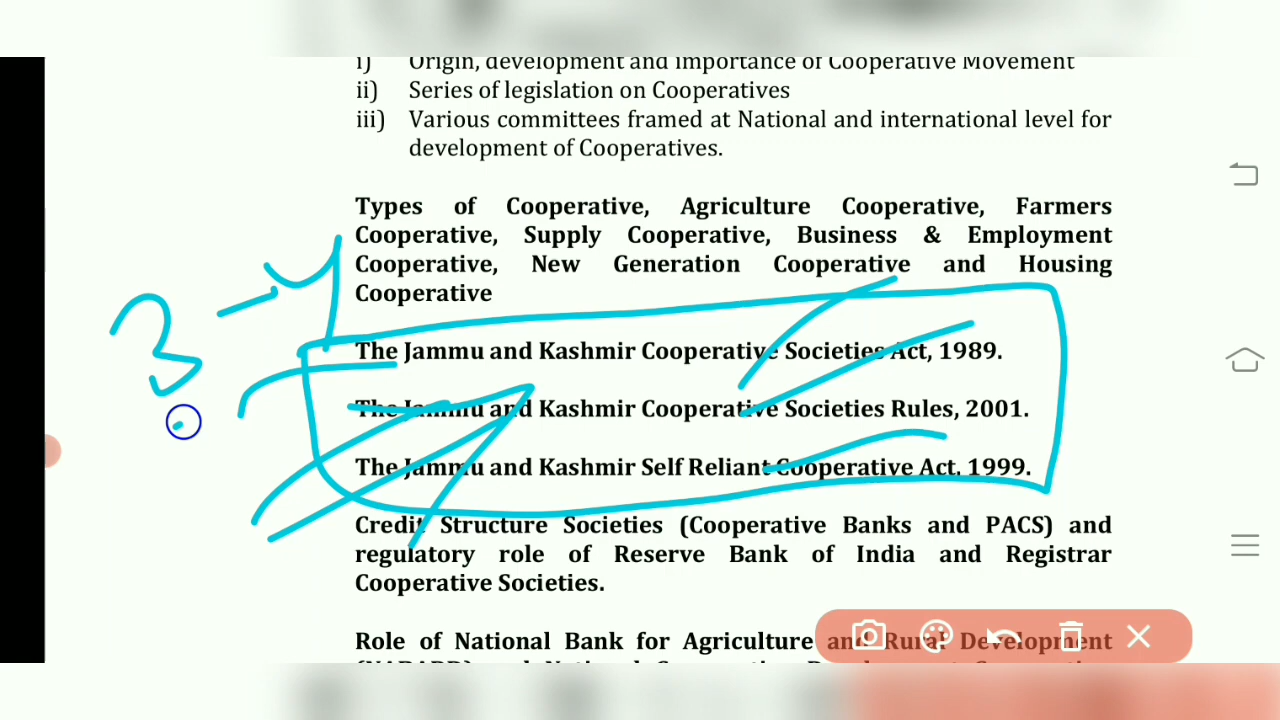 i) Origin, development and importance of Cooperative Movement
ii) Series of legislation on Cooperatives
iii) Various committees framed at National and international level for
development of Cooperatives.
Types of Cooperative, Agriculture Cooperative, Farmers
Cooperative, Supply Cooperative, Business & Employment
Cooperative, New Generation Cooperative and Housing
Cooperative
3 -
The Jammu and Kashmir Cooperative Societies Act, 1989.
The Jammu and Kashmir Cooperative Societies Rules, 2001.
The Jammu and Kashmir Self Reliant Cooperative Act, 1999.
Credit Structure Societies (Cooperative Banks and PACS) and
regulatory role of Reserve Bank of India and Registrar
Cooperative Societies.
Role of National Bank for Agriculture and Rural Development